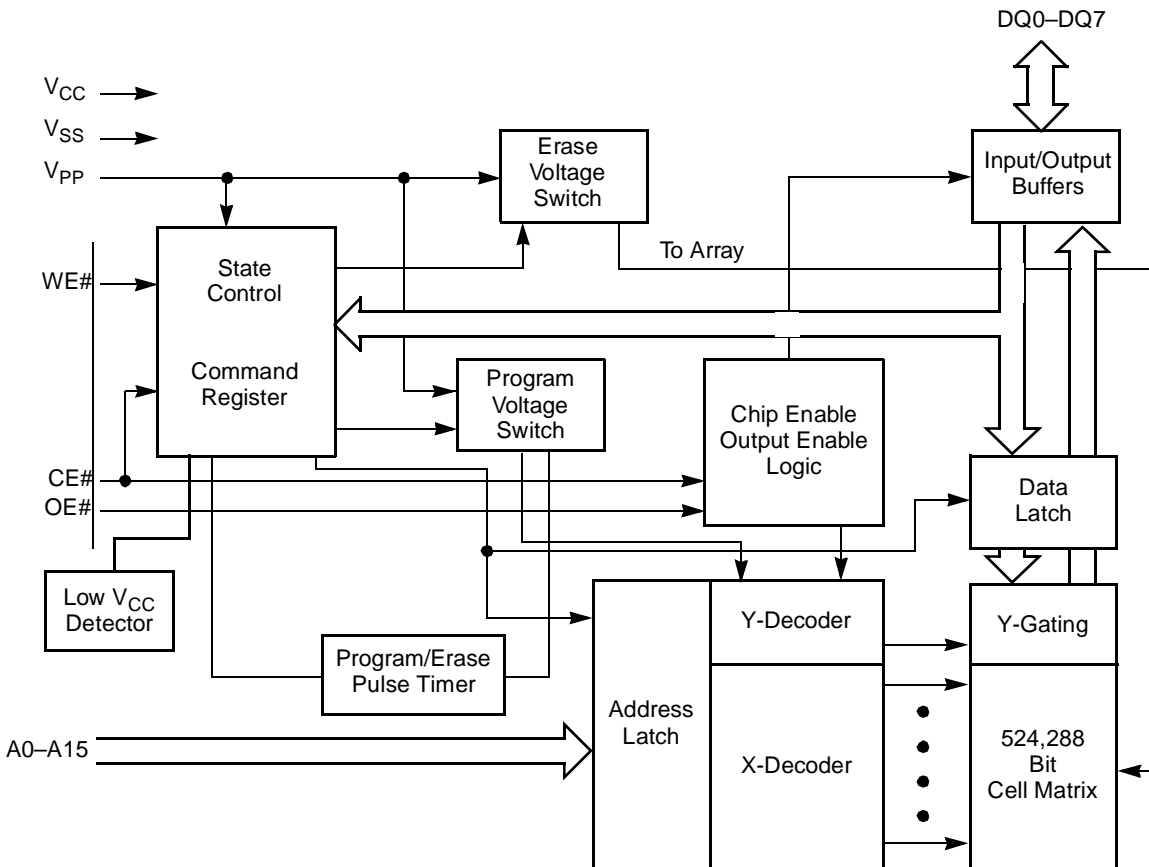 DQ0–DQ7
VCC
VSS
VPP
Erase
Voltage
Switch
Input/Output
Buffers
To Array
WE#
State
Control
Command
Register
Program
Voltage
Switch
Chip Enable
Output Enable
Logic
CE#
OE#
Data
Latch
Low VCC
Detector
Y-Decoder
Y-Gating
Program/Erase
Pulse Timer
Address
Latch
A0–A15
X-Decoder
524,288
Bit
Cell Matrix